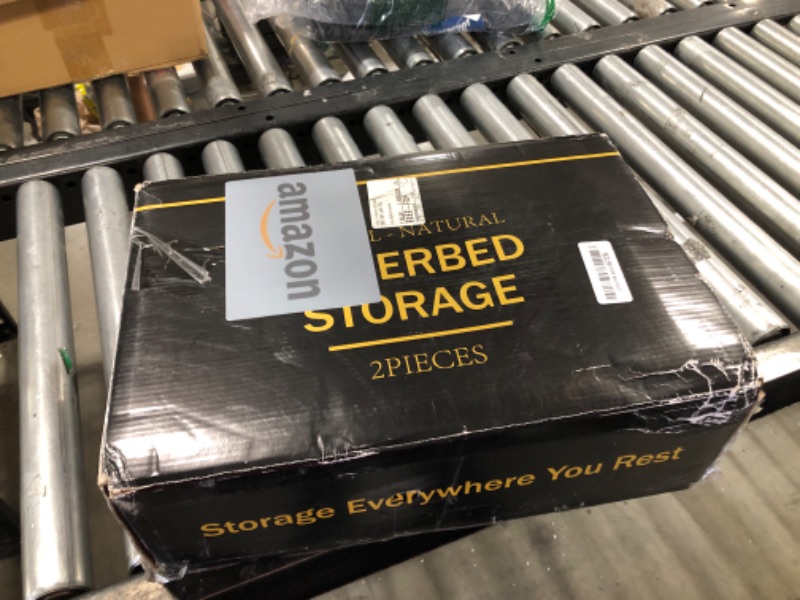 amazon
NATURAL
ERBED
STORAGE
2PIECES
Storage Everywhere You Rest